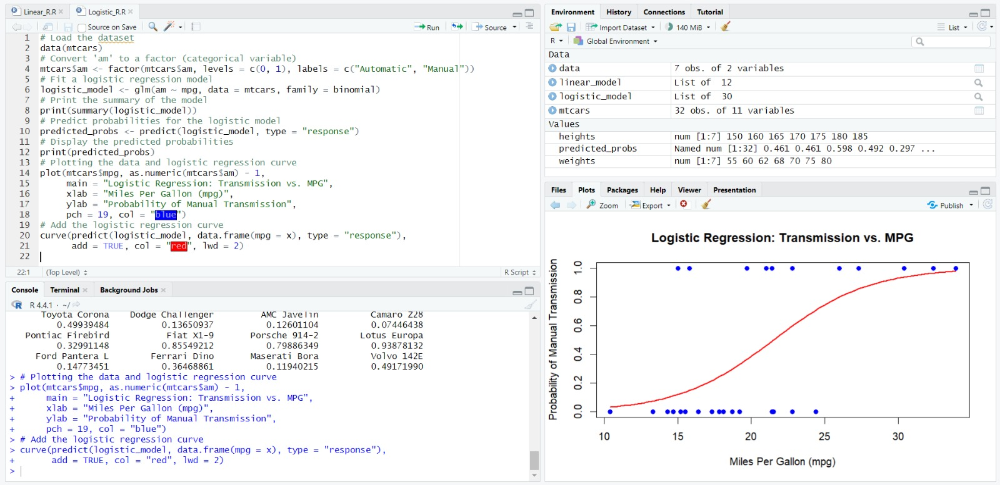 Linear_R.R
Logistic_R.R
Source on Save
Run
Source
1 # Load the dataset
2 data(mtcars)
3 # Convert 'am' to a factor (categorical variable)
4 mtcars$am <- factor(mtcars$am, levels = c(0, 1), labels = c("Automatic", "Manual"))
5 # Fit a logistic regression model
6 logistic_model <- glm(am ~ mpg, data = mtcars, family = binomial)
7 # Print the summary of the model
8 print(summary(logistic_model))
9 # Predict probabilities for the logistic model
10 predicted_probs <- predict(logistic_model, type = "response")
11 # Display the predicted probabilities
12 print(predicted_probs)
13 # Plotting the data and logistic regression curve
14 plot(mtcars$mpg, as.numeric(mtcars$am) - 1,
15 main = "Logistic Regression: Transmission vs. MPG",
16 xlab = "Miles Per Gallon (mpg)",
17 ylab = "Probability of Manual Transmission",
18 pch = 19, col = "blue")
19 # Add the logistic regression curve
20 curve(predict(logistic_model, data.frame(mpg = x), type = "response"),
21 add = TRUE, col = "red", lwd = 2)
22
22:1 (Top Level) R Script
Console Terminal Background Jobs
R R 4.4.1 · ~/
Toyota Corona Dodge Challenger AMC Javelin Camaro Z28
0.49939484 0.13650937 0.12601104 0.07446438
Pontiac Firebird Fiat X1-9 Porsche 914-2 Lotus Europa
0.32991148 0.85549212 0.79886349 0.93878132
Ford Pantera L Ferrari Dino Maserati Bora Volvo 142E
0.14773451 0.36468861 0.11940215 0.49171990
> # Plotting the data and logistic regression curve
> plot(mtcars$mpg, as.numeric(mtcars$am) - 1,
+ main = "Logistic Regression: Transmission vs. MPG",
+ xlab = "Miles Per Gallon (mpg)",
+ ylab = "Probability of Manual Transmission",
+ pch = 19, col = "blue")
> # Add the logistic regression curve
> curve(predict(logistic_model, data.frame(mpg = x), type = "response"),
+ add = TRUE, col = "red", lwd = 2)
>
Environment History Connections Tutorial
Import Dataset 140 MiB List
R Global Environment
Data
data 7 obs. of 2 variables
linear_model List of 12
logistic_model List of 30
mtcars 32 obs. of 11 variables
Values
heights num [1:7] 150 160 165 170 175 180 185
predicted_probs Named num [1:32] 0.461 0.461 0.598 0.492 0.297 ...
weights num [1:7] 55 60 62 68 70 75 80
Files Plots Packages Help Viewer Presentation
Zoom Export Publish
Logistic Regression: Transmission vs. MPG
Probability of Manual Transmission
1.0
0.8
0.6
0.4
0.2
0.0
10 15 20 25 30
Miles Per Gallon (mpg)